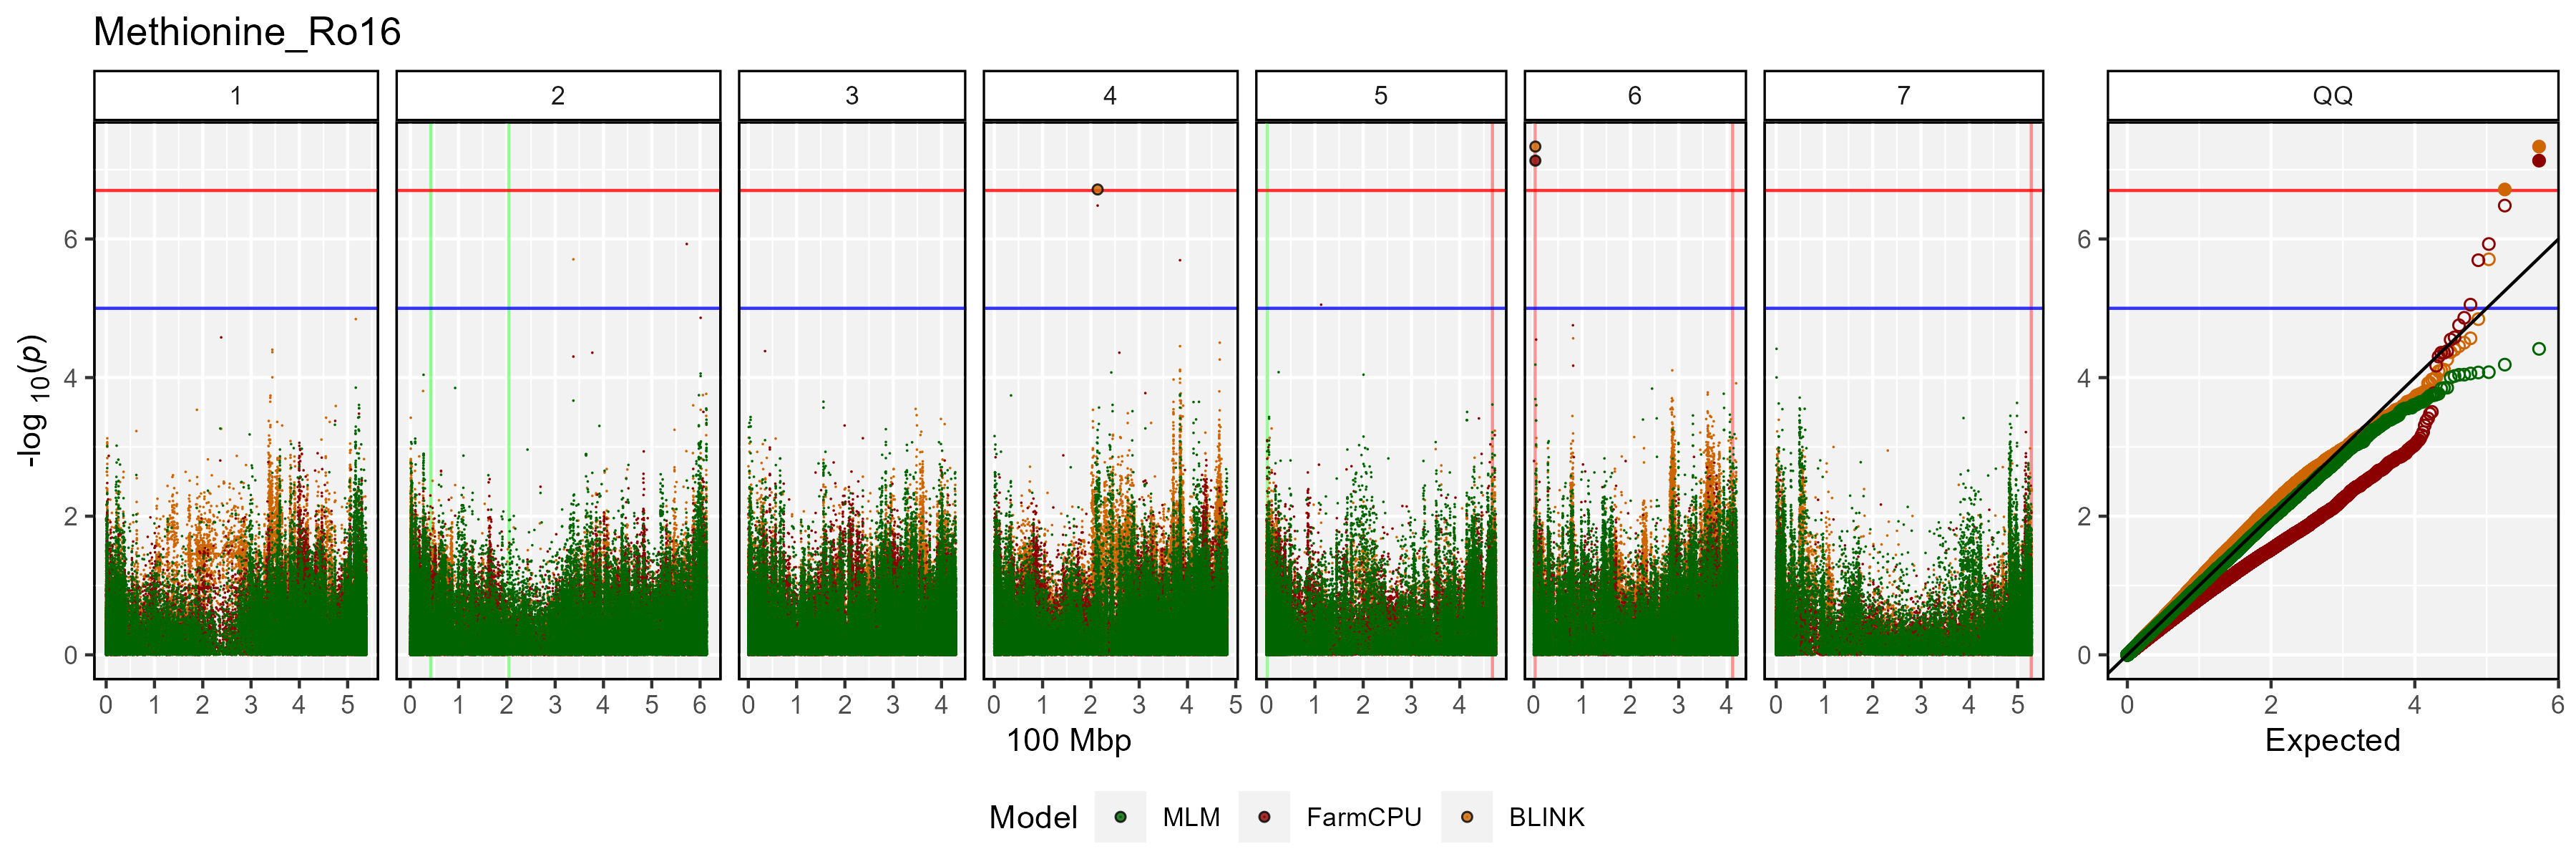 Methionine_Ro16
1 2 3 4 5 6 7 QQ
-log 10(p)
6 6
4 4
2 2
0 0
0 1 2 3 4 5 0 1 2 3 4 5 6 0 1 2 3 4 0 1 2 3 4 5 0 1 2 3 4 0 1 2 3 4 0 1 2 3 4 5 0 2 4 6
100 Mbp Expected
Model MLM FarmCPU BLINK